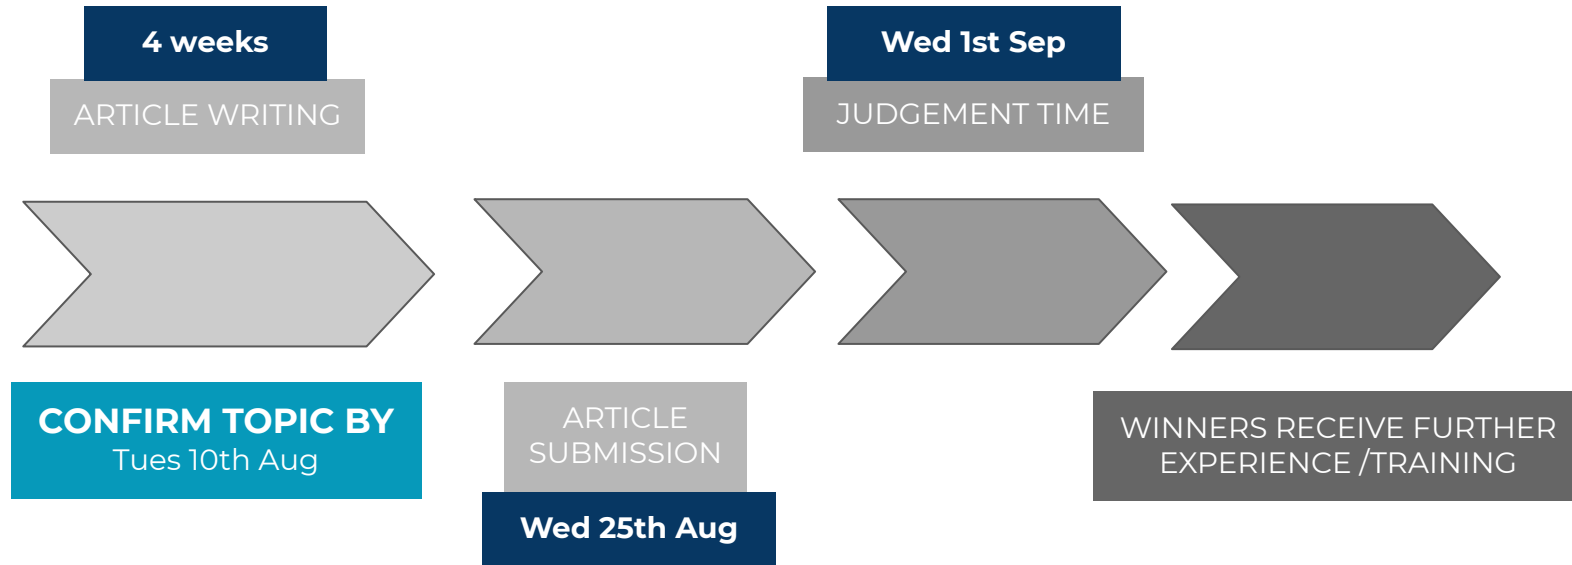 4 weeks
ARTICLE WRITING
Wed 1st Sep
JUDGEMENT TIME
CONFIRM TOPIC BY
Tues 10th Aug
ARTICLE
SUBMISSION
Wed 25th Aug
WINNERS RECEIVE FURTHER
EXPERIENCE /TRAINING